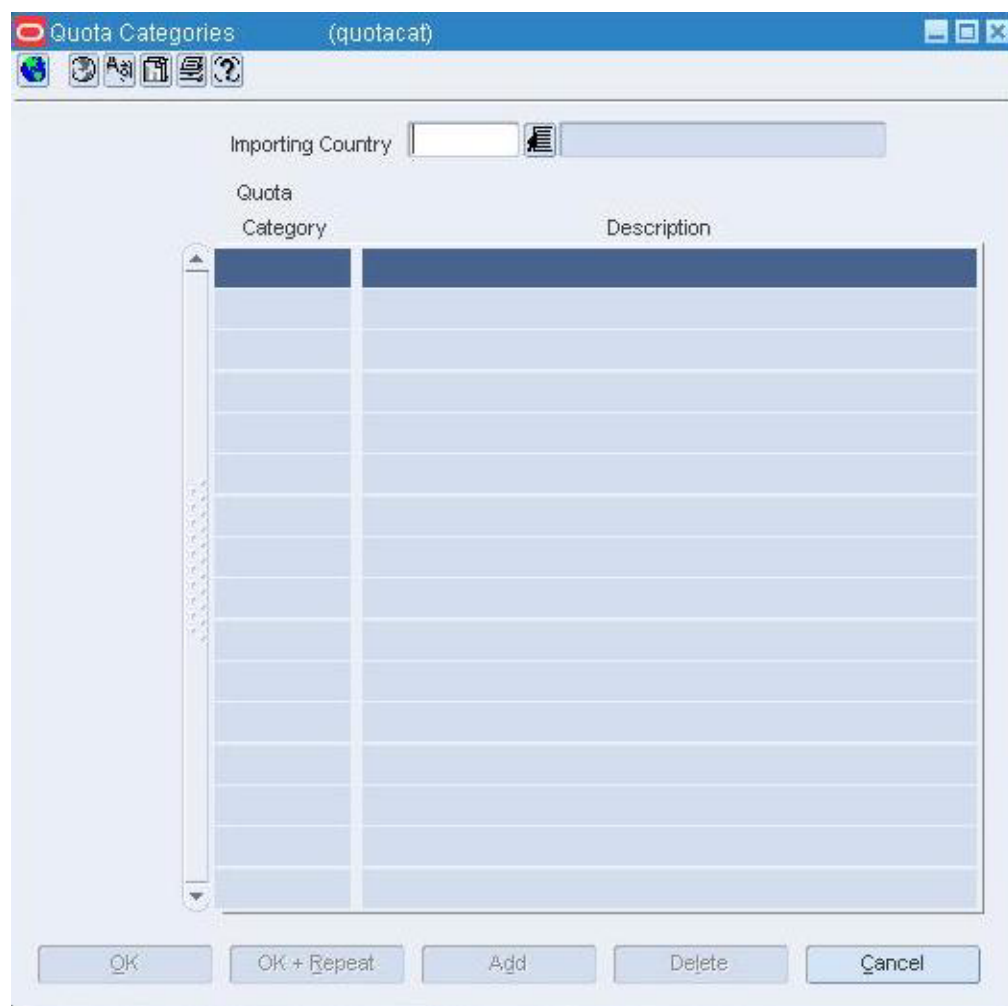 Quota Categories (quotacat)
Importing Country
Quota
Category Description
OK OK + Repeat Add Delete Cancel